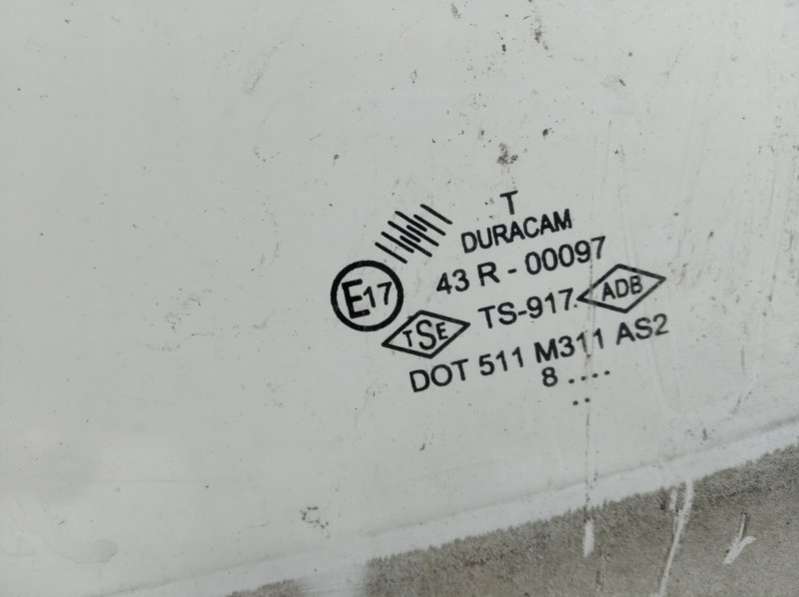 T
DURACAM
E17 43 R - 00097
TSE TS-917 ADB
DOT 511 M311 AS2
8 ....
..